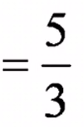 = 5/3